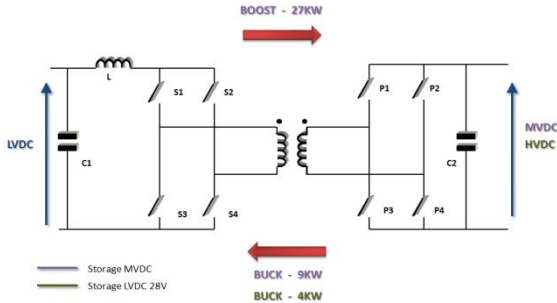 BOOST - 27KW
L
S1
S2
P1
P2
LVDC
C1
C2
MVDC
HVDC
S3
S4
P3
P4
Storage MVDC
Storage LVDC 28V
BUCK - 9KW
BUCK - 4KW